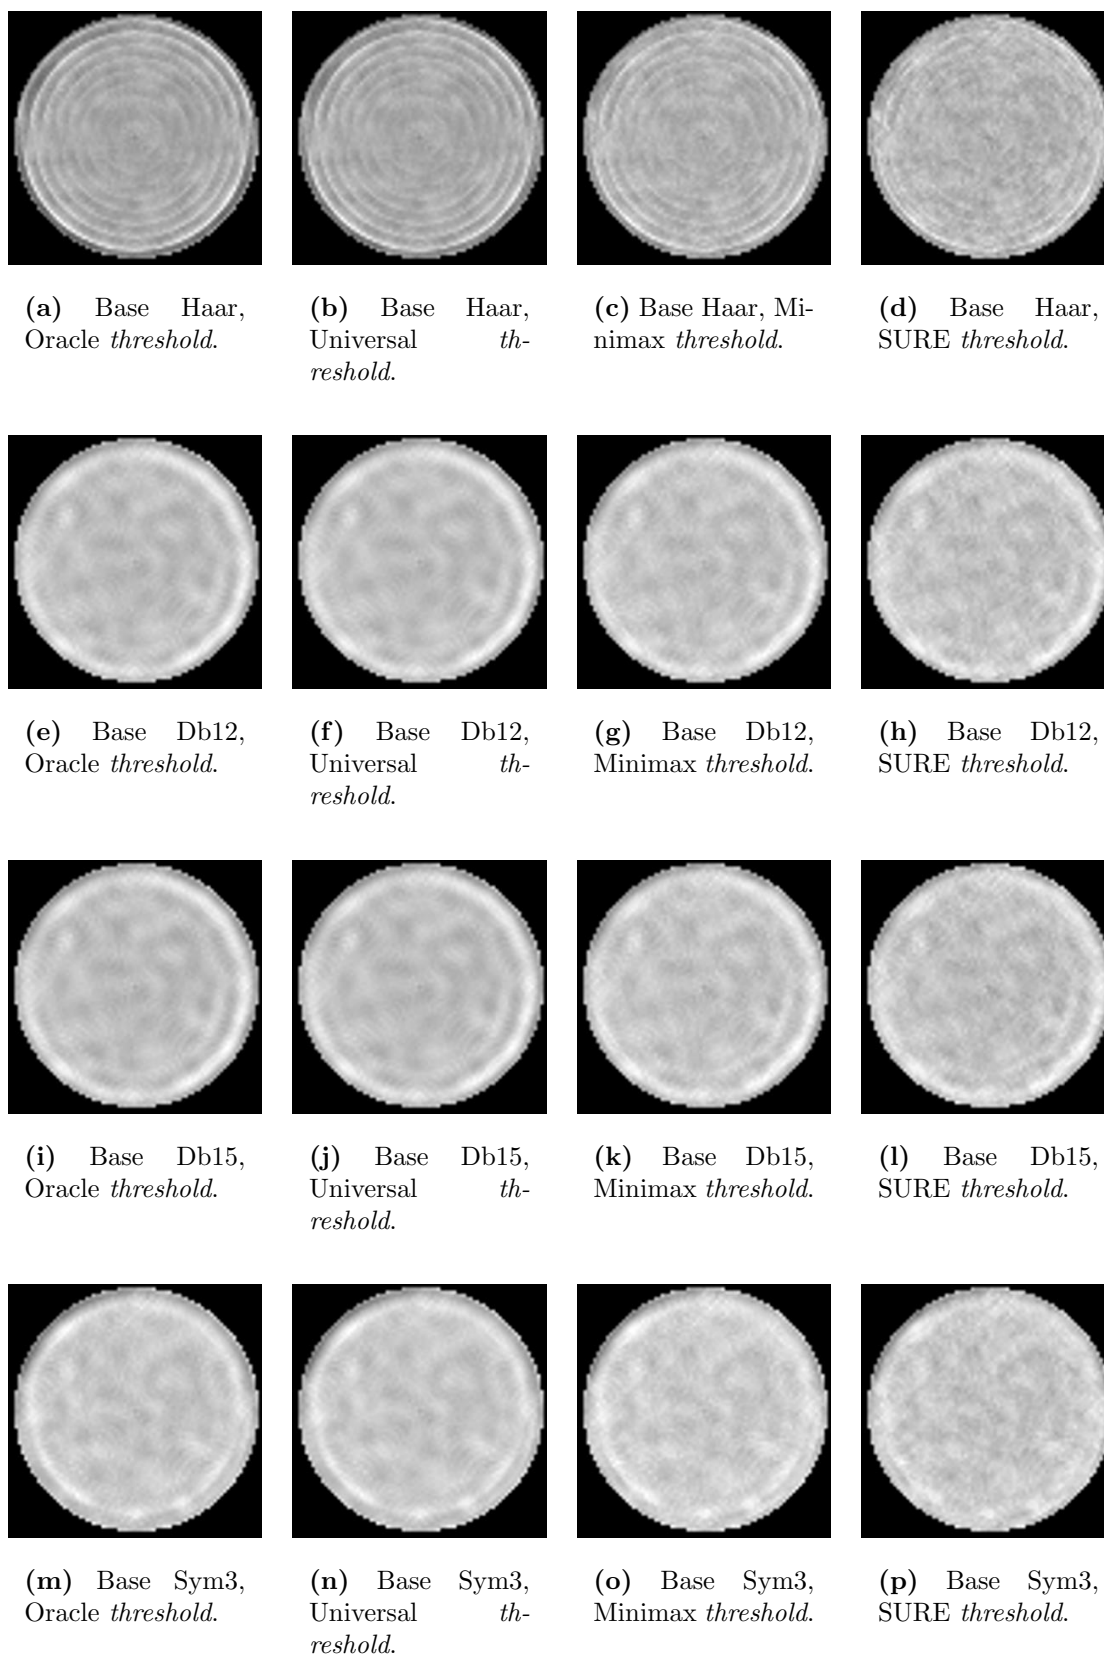 (a) Base Haar,
Oracle threshold.
(b) Base Haar,
Universal th-
reshold.
(c) Base Haar, Mi-
nimax threshold.
(d) Base Haar,
SURE threshold.
(e) Base Db12,
Oracle threshold.
(f) Base Db12,
Universal th-
reshold.
(g) Base Db12,
Minimax threshold.
(h) Base Db12,
SURE threshold.
(i) Base Db15,
Oracle threshold.
(j) Base Db15,
Universal th-
reshold.
(k) Base Db15,
Minimax threshold.
(l) Base Db15,
SURE threshold.
(m) Base Sym3,
Oracle threshold.
(n) Base Sym3,
Universal th-
reshold.
(o) Base Sym3,
Minimax threshold.
(p) Base Sym3,
SURE threshold.